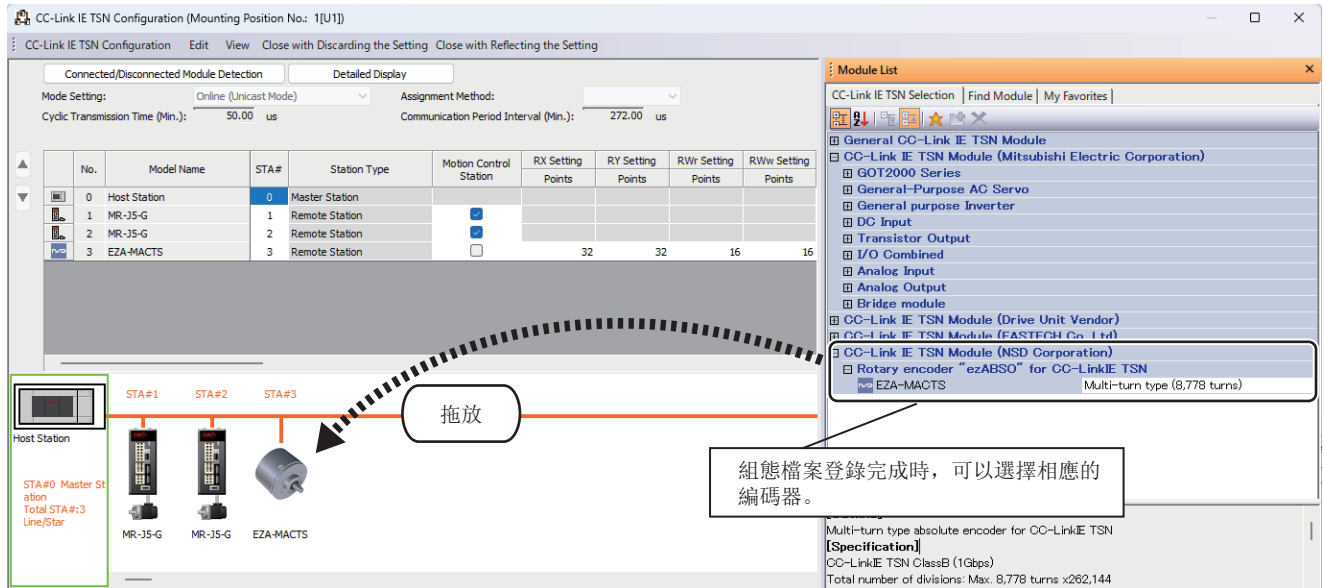 CC-Link IE TSN Configuration (Mounting Position No.: 1[U1])
CC-Link IE TSN Configuration Edit View Close with Discarding the Setting Close with Reflecting the Setting
Connected/Disconnected Module Detection Detailed Display
Mode Setting: Online (Unicast Mode) Assignment Method:
Cyclic Transmission Time (Min.): 50.00 us Communication Period Interval (Min.): 272.00 us
No. Model Name STA# Station Type Motion Control Station RX Setting RY Setting RWr Setting RWw Setting
Points Points Points Points
0 Host Station 0 Master Station
1 MR-J5-G 1 Remote Station
2 MR-J5-G 2 Remote Station
3 EZA-MACTS 3 Remote Station 32 32 16 16
STA#1 STA#2 STA#3
拖放
Host Station
STA#0 Master St
ation
Total STA#:3
Line/Star
MR-J5-G MR-J5-G EZA-MACTS
Module List
CC-Link IE TSN Selection Find Module My Favorites
General CC-Link IE TSN Module
CC-Link IE TSN Module (Mitsubishi Electric Corporation)
GOT2000 Series
General-Purpose AC Servo
General purpose Inverter
DC Input
Transistor Output
I/O Combined
Analog Input
Analog Output
Bridge module
CC-Link IE TSN Module (Drive Unit Vendor)
CC-Link IE TSN Module (EASTECH Co. Ltd)
CC-Link IE TSN Module (NSD Corporation)
Rotary encoder "ezABSO" for CC-LinkIE TSN
EZA-MACTS Multi-turn type (8,778 turns)
組態檔案登錄完成時，可以選擇相應的
編碼器。
Multi-turn type absolute encoder for CC-LinkIE TSN
[Specification]
CC-LinkIE TSN ClassB (1Gbps)
Total number of divisions: Max. 8,778 turns x262,144